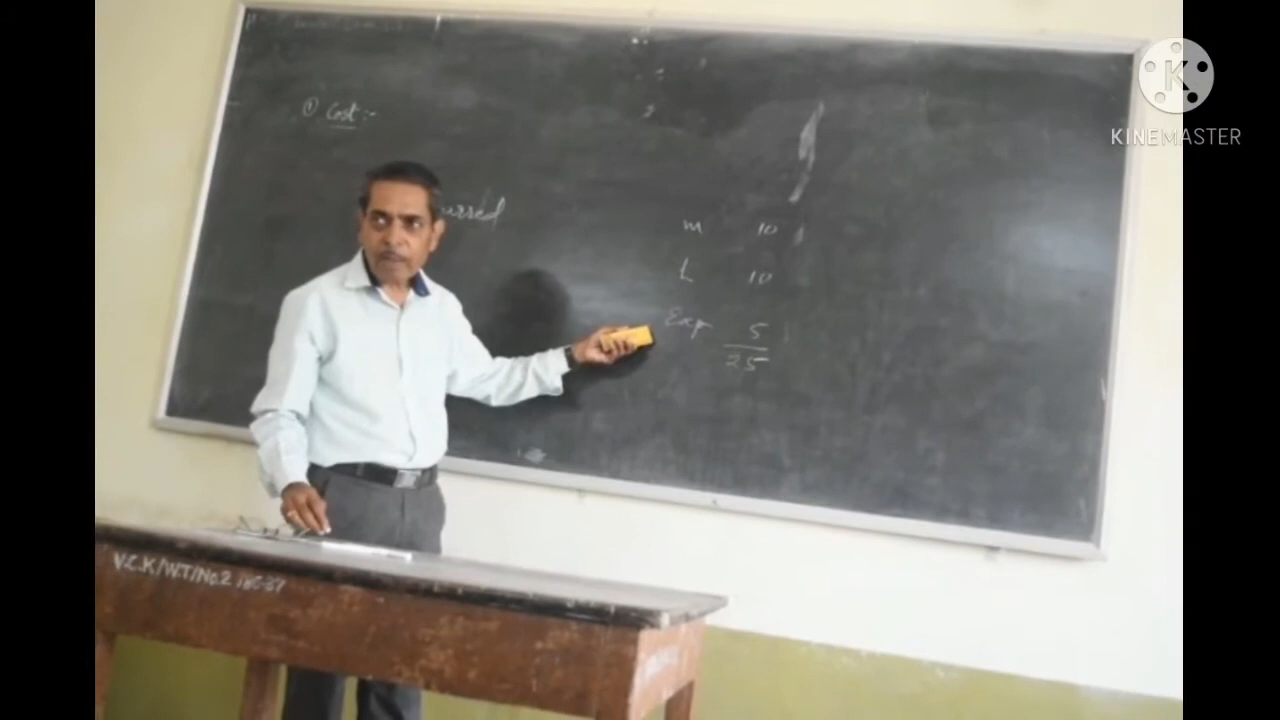 ① Cost :-
urred
m 10
L 10
Exp 5
25
V.C.K/W.T/No.2
KINEMASTER